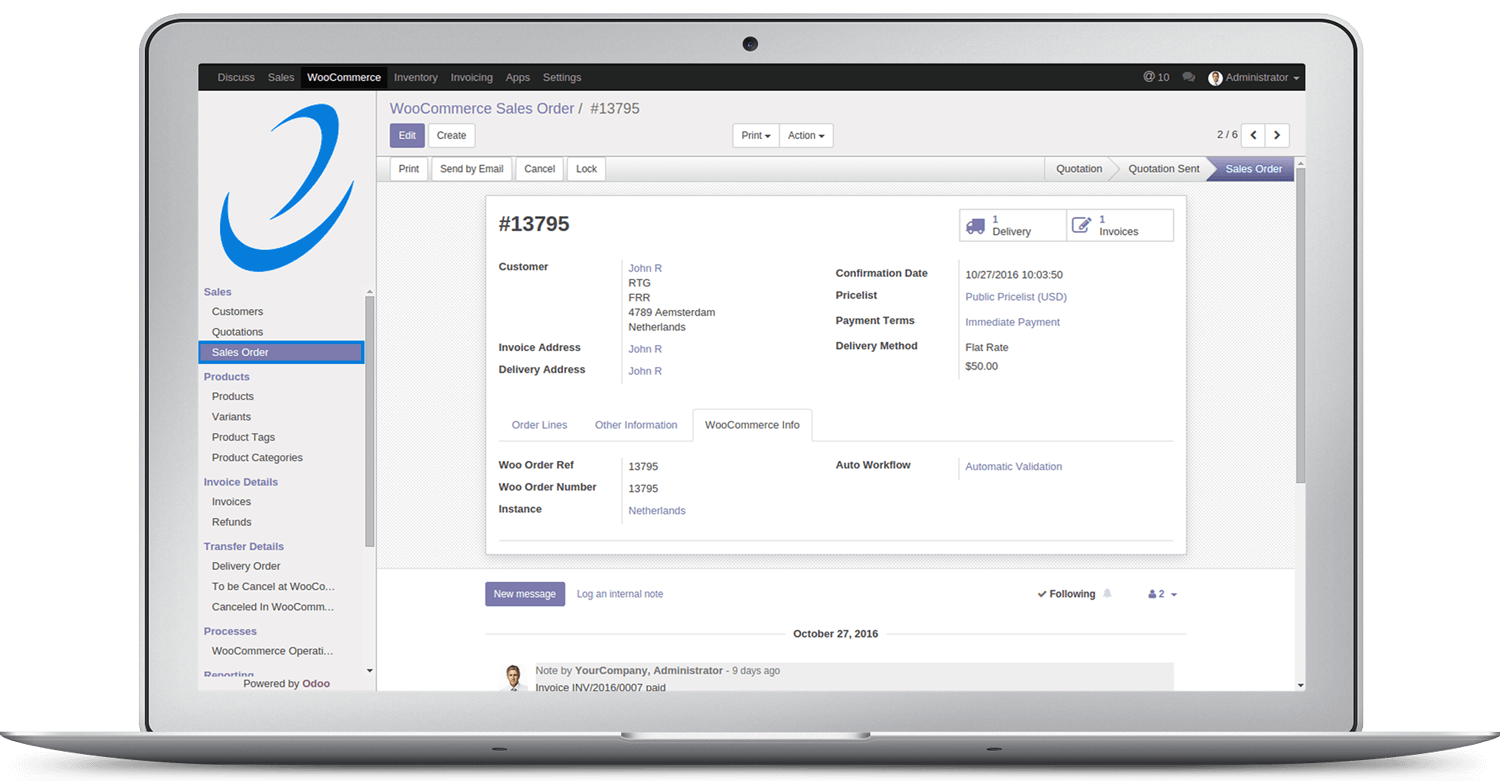 Discuss Sales WooCommerce Inventory Invoicing Apps Settings @ 10 Administrator
WooCommerce Sales Order / #13795
Edit Create Print Action 2 / 6
Print Send by Email Cancel Lock Quotation Quotation Sent Sales Order
Sales
Customers
Quotations
Sales Order
Products
Products
Variants
Product Tags
Product Categories
Invoice Details
Invoices
Refunds
Transfer Details
Delivery Order
To be Cancel at WooCo...
Canceled In WooComm...
Processes
WooCommerce Operati...
Reporting
Powered by Odoo
#13795
1
Delivery
1
Invoices
Customer John R
RTG
FRR
4789 Aemsterdam
Netherlands
Invoice Address John R
Delivery Address John R
Confirmation Date 10/27/2016 10:03:50
Pricelist Public Pricelist (USD)
Payment Terms Immediate Payment
Delivery Method Flat Rate
$50.00
Order Lines Other Information WooCommerce Info
Woo Order Ref 13795
Woo Order Number 13795
Instance Netherlands
Auto Workflow Automatic Validation
New message Log an internal note Following 2
October 27, 2016
Note by YourCompany, Administrator - 9 days ago
Invoice INV/2016/0007 paid